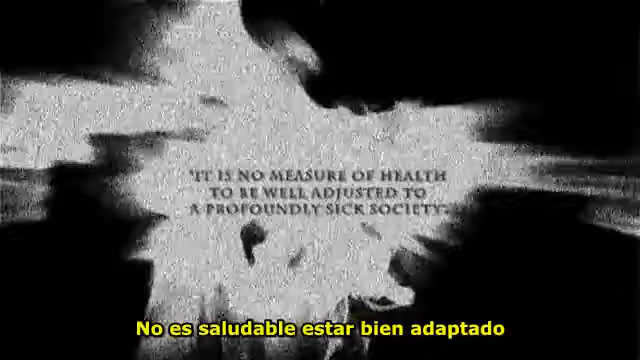 "IT IS NO MEASURE OF HEALTH
TO BE WELL ADJUSTED TO
A PROFOUNDLY SICK SOCIETY".
No es saludable estar bien adaptado